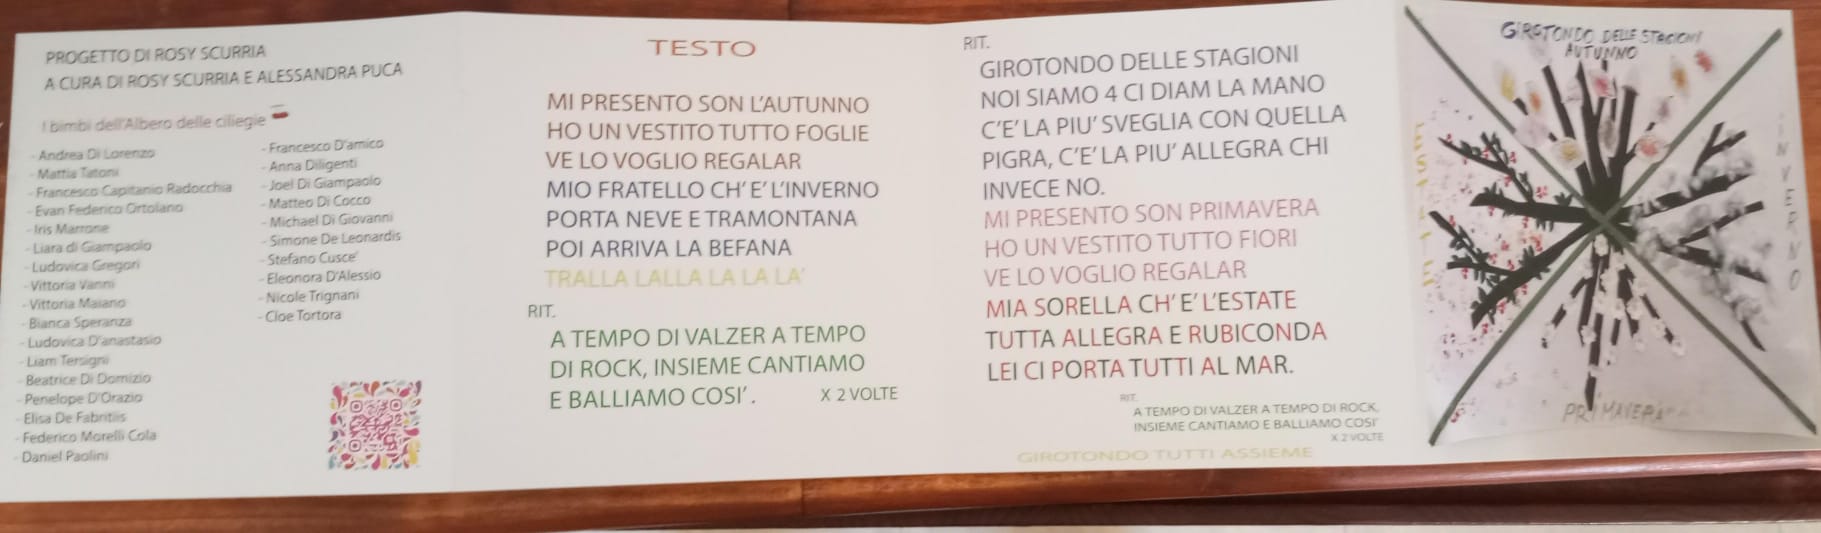 PROGETTO DI ROSY SCURRIA
A CURA DI ROSY SCURRIA E ALESSANDRA PUCA
I bimbi dell'Albero delle ciliegie
- Andrea Di Lorenzo
- Mattia Tatoni
- Francesco Capitanio Radocchia
- Evan Federico Ortolano
- Iris Marrone
- Liara di Giampaolo
- Ludovica Gregori
- Vittoria Vanni
- Vittoria Maiano
- Bianca Speranza
- Ludovica D'anastasio
- Liam Tersigni
- Beatrice Di Domizio
- Penelope D'Orazio
- Elisa De Fabritiis
- Federico Morelli Cola
- Daniel Paolini
- Francesco D'amico
- Anna Diligenti
- Joel Di Giampaolo
- Matteo Di Cocco
- Michael Di Giovanni
- Simone De Leonardis
- Stefano Cusce'
- Eleonora D'Alessio
- Nicole Trignani
- Cloe Tortora
TESTO
MI PRESENTO SON L'AUTUNNO
HO UN VESTITO TUTTO FOGLIE
VE LO VOGLIO REGALAR
MIO FRATELLO CH' E' L'INVERNO
PORTA NEVE E TRAMONTANA
POI ARRIVA LA BEFANA
TRALLA LALLA LA LA LA'
RIT.
A TEMPO DI VALZER A TEMPO
DI ROCK, INSIEME CANTIAMO
E BALLIAMO COSI'.
X 2 VOLTE
RIT.
GIROTONDO DELLE STAGIONI
NOI SIAMO 4 CI DIAM LA MANO
C'E' LA PIU' SVEGLIA CON QUELLA
PIGRA, C'E' LA PIU' ALLEGRA CHI
INVECE NO.
MI PRESENTO SON PRIMAVERA
HO UN VESTITO TUTTO FIORI
VE LO VOGLIO REGALAR
MIA SORELLA CH' E' L'ESTATE
TUTTA ALLEGRA E RUBICONDA
LEI CI PORTA TUTTI AL MAR.
RIT.
A TEMPO DI VALZER A TEMPO DI ROCK,
INSIEME CANTIAMO E BALLIAMO COSI'
X 2 VOLTE
GIROTONDO TUTTI ASSIEME
GIROTONDO DELLE STAGIONI
AUTUNNO
ESTATE
INVERNO
PRIMAVERA